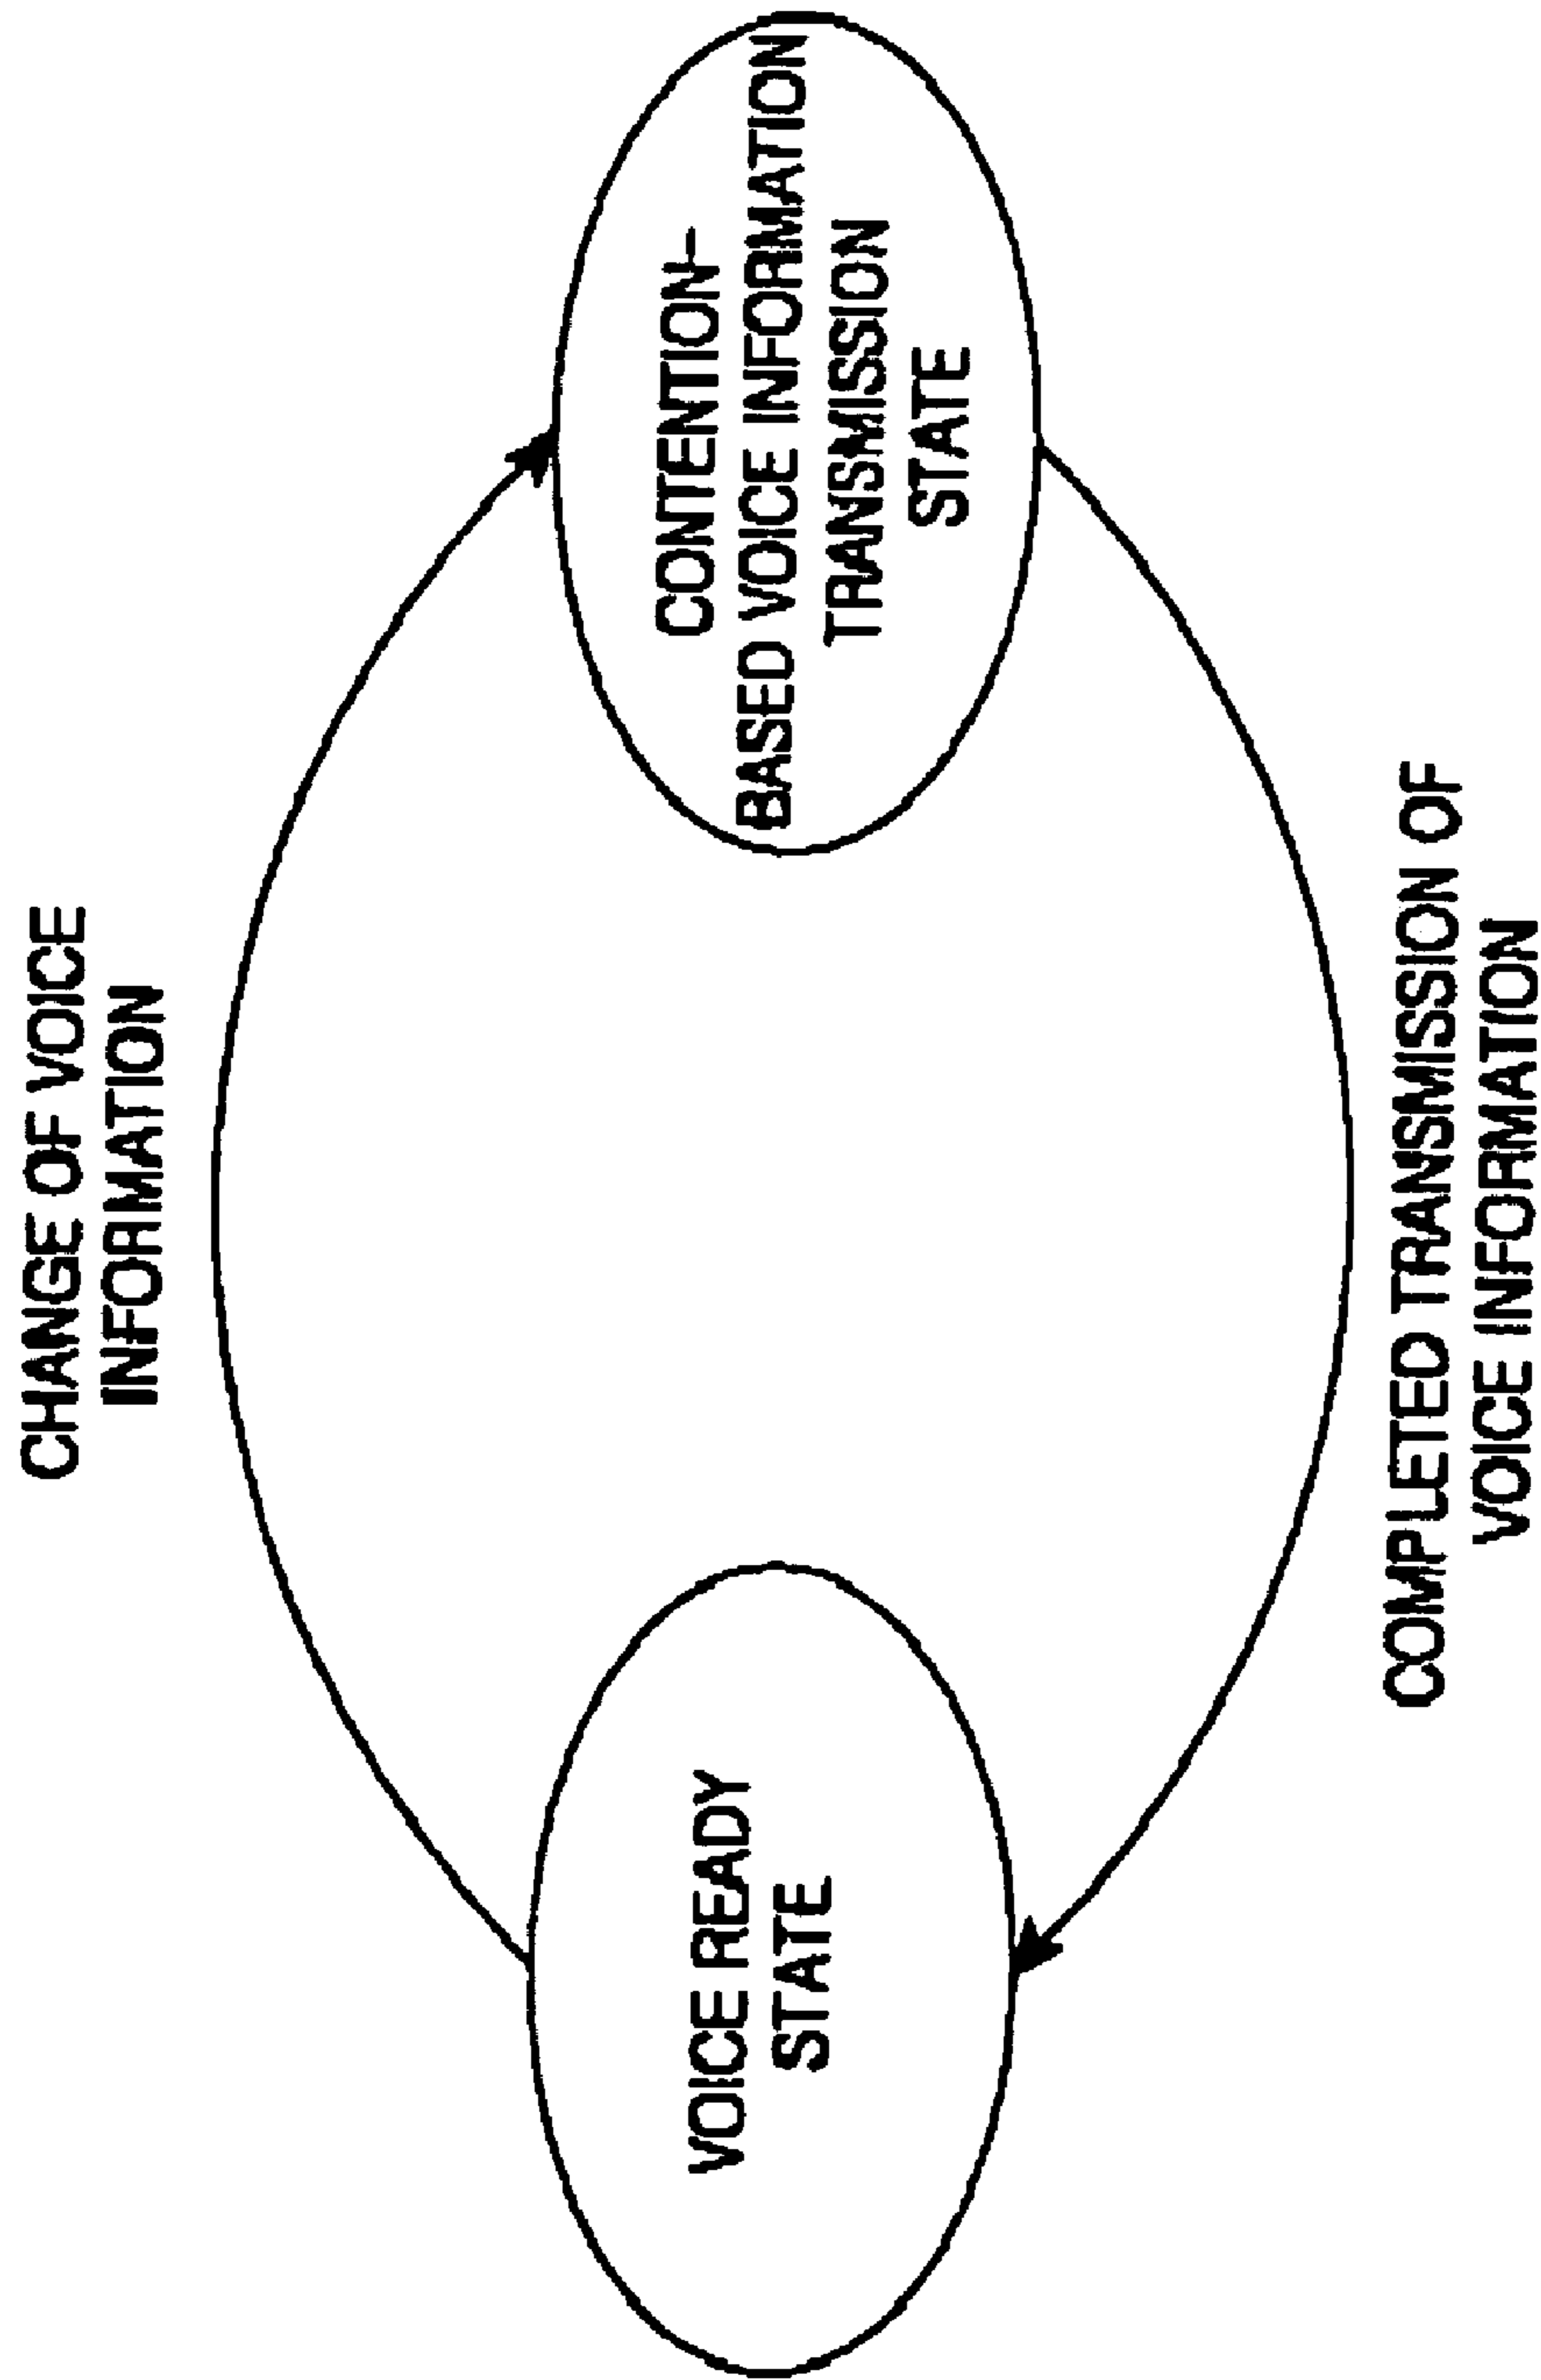 CHANGE OF VOICE
INFORMATION
VOICE READY
STATE
CONTENTION-
BASED VOICE INFORMATION
TRANSMISSION
STATE
COMPLETED TRANSMISSION OF
VOICE INFORMATION